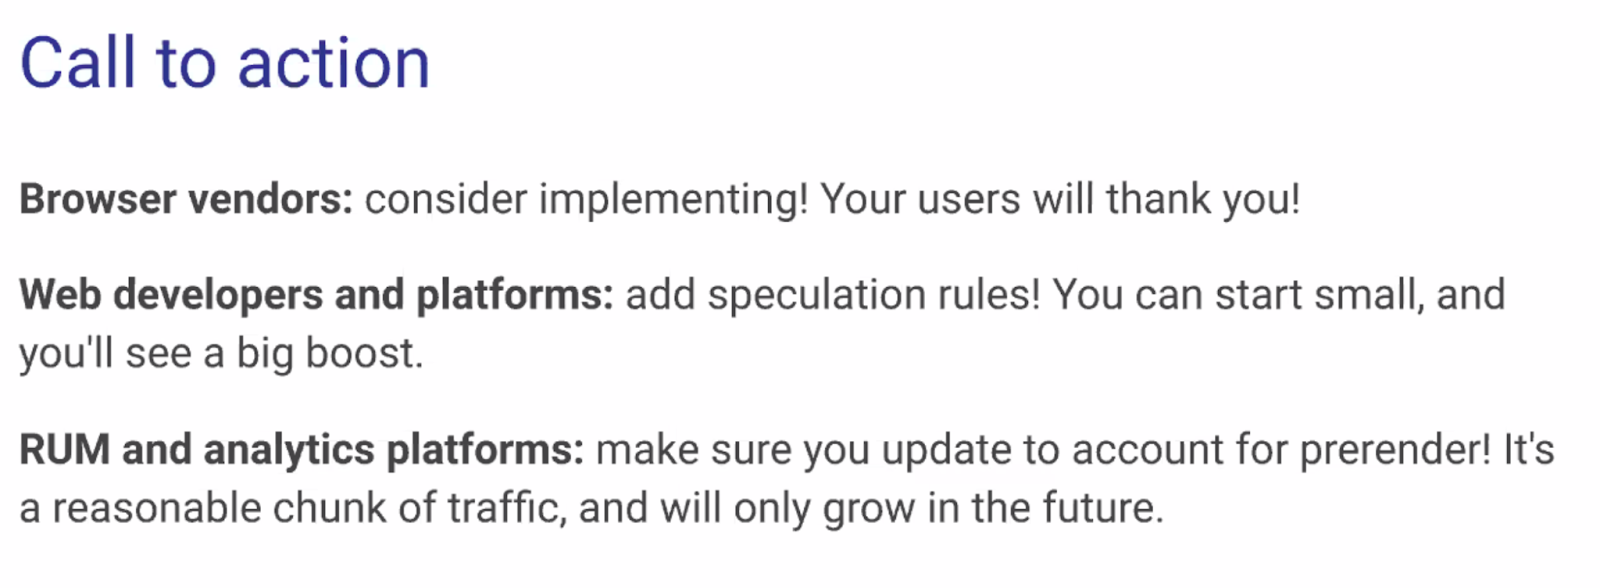 Call to action
Browser vendors: consider implementing! Your users will thank you!
Web developers and platforms: add speculation rules! You can start small, and
you'll see a big boost.
RUM and analytics platforms: make sure you update to account for prerender! It's
a reasonable chunk of traffic, and will only grow in the future.